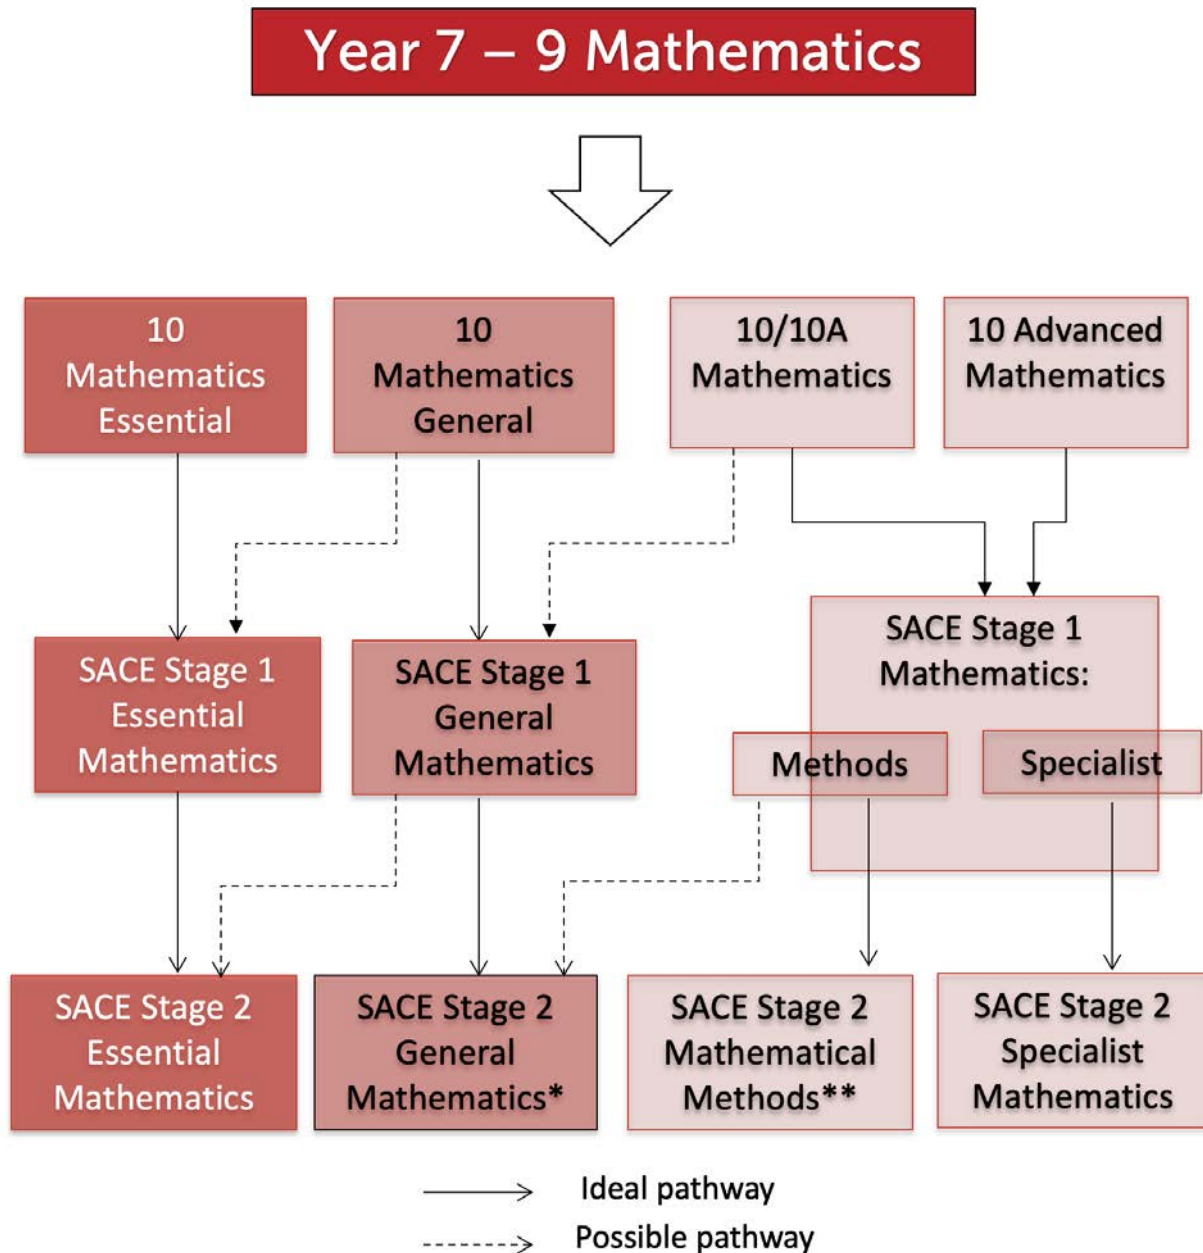 Year 7 – 9 Mathematics
10
Mathematics
Essential
10
Mathematics
General
10/10A
Mathematics
10 Advanced
Mathematics
SACE Stage 1
Essential
Mathematics
SACE Stage 1
General
Mathematics
SACE Stage 1
Mathematics:
Methods
Specialist
SACE Stage 2
Essential
Mathematics
SACE Stage 2
General
Mathematics*
SACE Stage 2
Mathematical
Methods**
SACE Stage 2
Specialist
Mathematics
Ideal pathway
Possible pathway